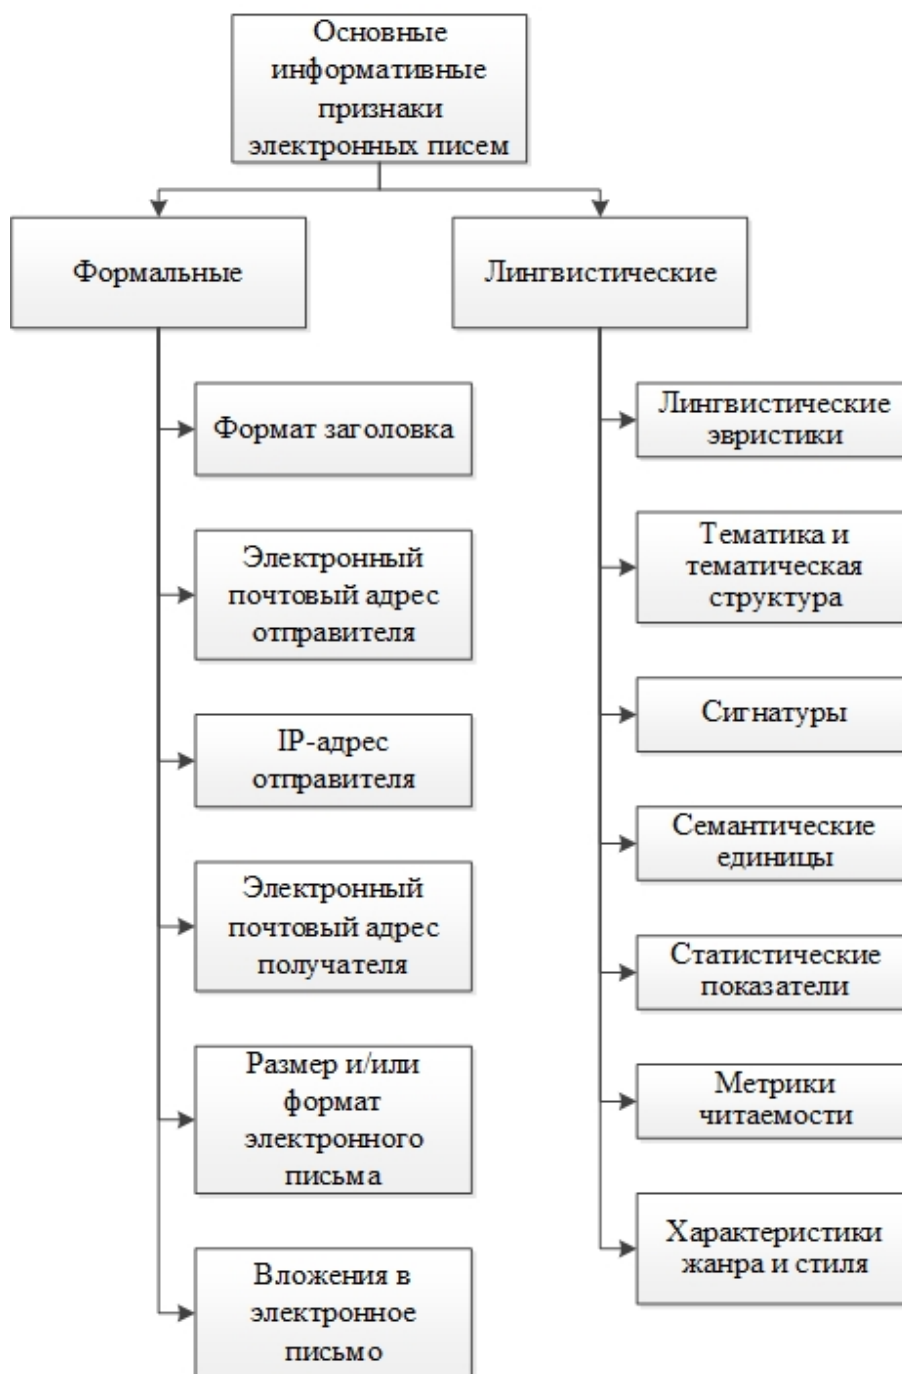 Основные
информативные
признаки
электронных писем
Формальные
Лингвистические
Формат заголовка
Электронный
почтовый адрес
отправителя
IP-адрес
отправителя
Электронный
почтовый адрес
получателя
Размер и/или
формат
электронного
письма
Вложения в
электронное
письмо
Лингвистические
эвристики
Тематика и
тематическая
структура
Сигнатуры
Семантические
единицы
Статистические
показатели
Метрики
читаемости
Характеристики
жанра и стиля